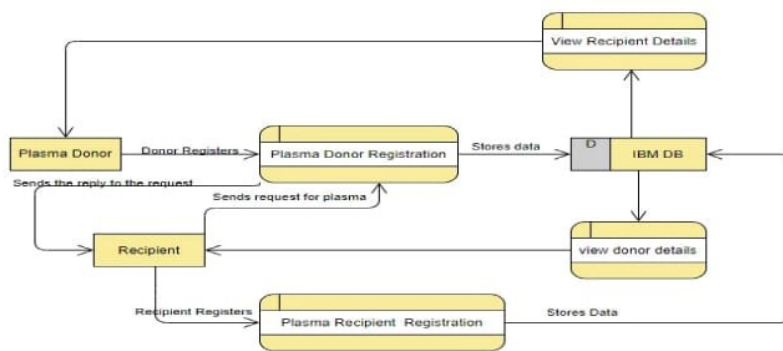 View Recipient Details
Plasma Donor
Donor Registers
Plasma Donor Registration
Stores data
D
IBM DB
Sends the reply to the request
Sends request for plasma
Recipient
view donor details
Recipient Registers
Plasma Recipient Registration
Stores Data